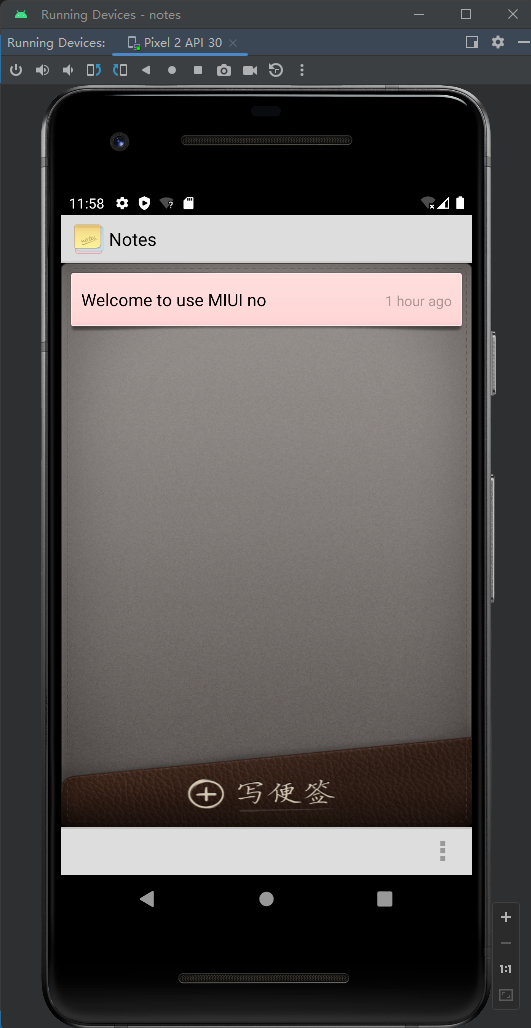 Running Devices - notes
Running Devices:
Pixel 2 API 30
11:58
Notes
Welcome to use MIUI no
1 hour ago
写便签
1:1